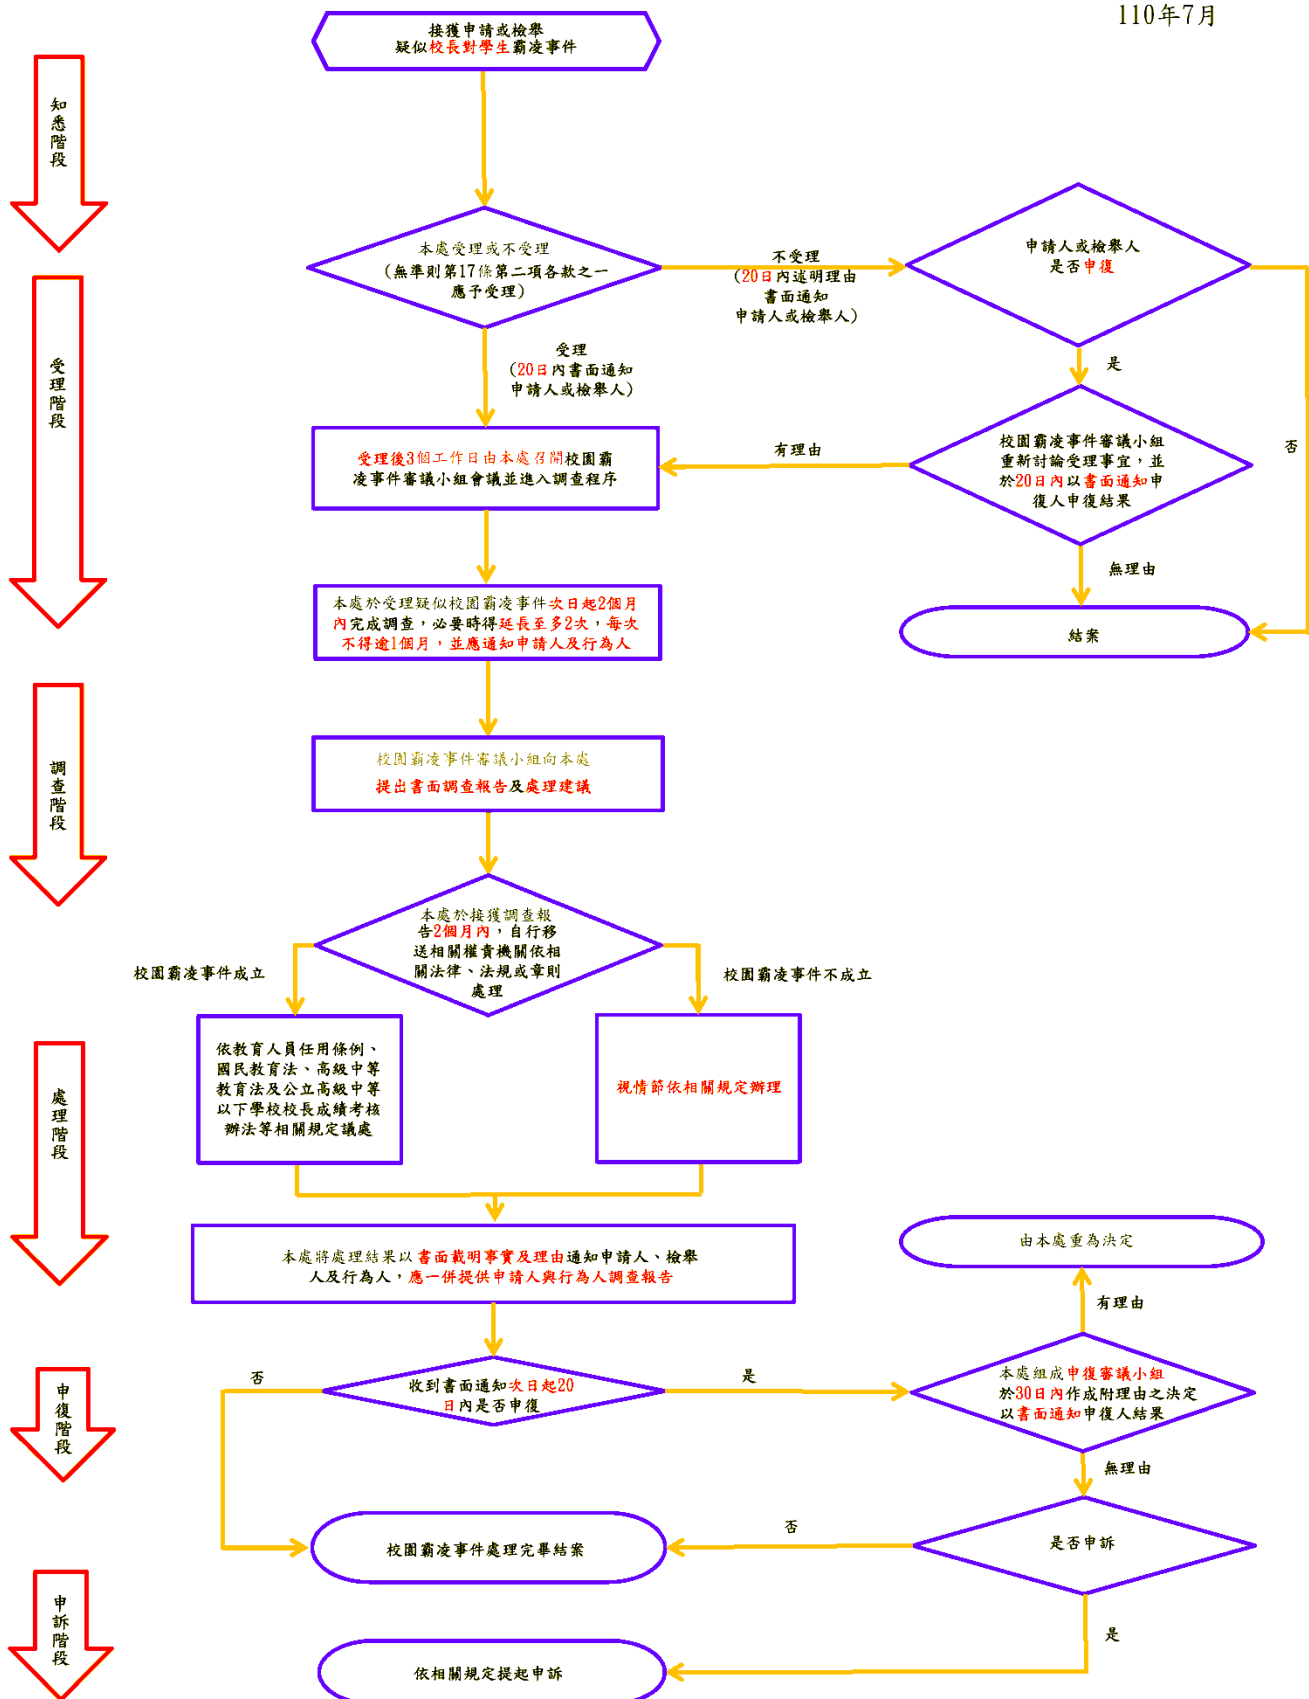 110年7月
接獲申請或檢舉
疑似校長對學生霸凌事件
知悉階段
本處受理或不受理
(無準則第17條第二項各款之一
應予受理)
不受理
(20日內述明理由
書面通知
申請人或檢舉人)
申請人或檢舉人
是否申復
受理
(20日內書面通知
申請人或檢舉人)
是
否
受理階段
受理後3個工作日由本處召開校園霸
凌事件審議小組會議並進入調查程序
有理由
校園霸凌事件審議小組
重新討論受理事宜，並
於20日內以書面通知申
復人申復結果
無理由
結案
本處於受理疑似校園霸凌事件次日起2個月
內完成調查，必要時得延長至多2次，每次
不得逾1個月，並應通知申請人及行為人
調查階段
校園霸凌事件審議小組向本處
提出書面調查報告及處理建議
本處於接獲調查報
告2個月內，自行移
送相關權責機關依相
關法律、法規或章則
處理
校園霸凌事件成立
校園霸凌事件不成立
處理階段
依教育人員任用條例、
國民教育法、高級中等
教育法及公立高級中等
以下學校校長成績考核
辦法等相關規定議處
視情節依相關規定辦理
本處將處理結果以書面載明事實及理由通知申請人、檢舉
人及行為人，應一併提供申請人與行為人調查報告
由本處重為決定
有理由
申復階段
否
收到書面通知次日起20
日內是否申復
是
本處組成申復審議小組
於30日內作成附理由之決定
以書面通知申復人結果
無理由
校園霸凌事件處理完畢結案
否
是否申訴
申訴階段
是
依相關規定提起申訴